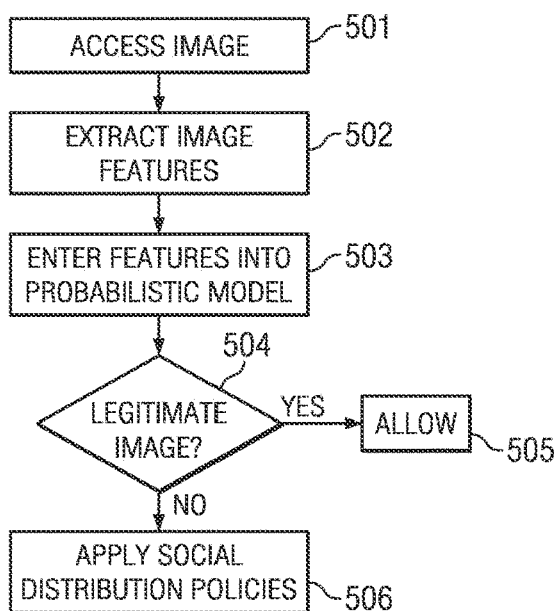 ACCESS IMAGE
501
EXTRACT IMAGE
FEATURES
502
ENTER FEATURES INTO
PROBABILISTIC MODEL
503
504
LEGITIMATE
IMAGE?
YES
ALLOW
505
NO
APPLY SOCIAL
DISTRIBUTION POLICIES
506